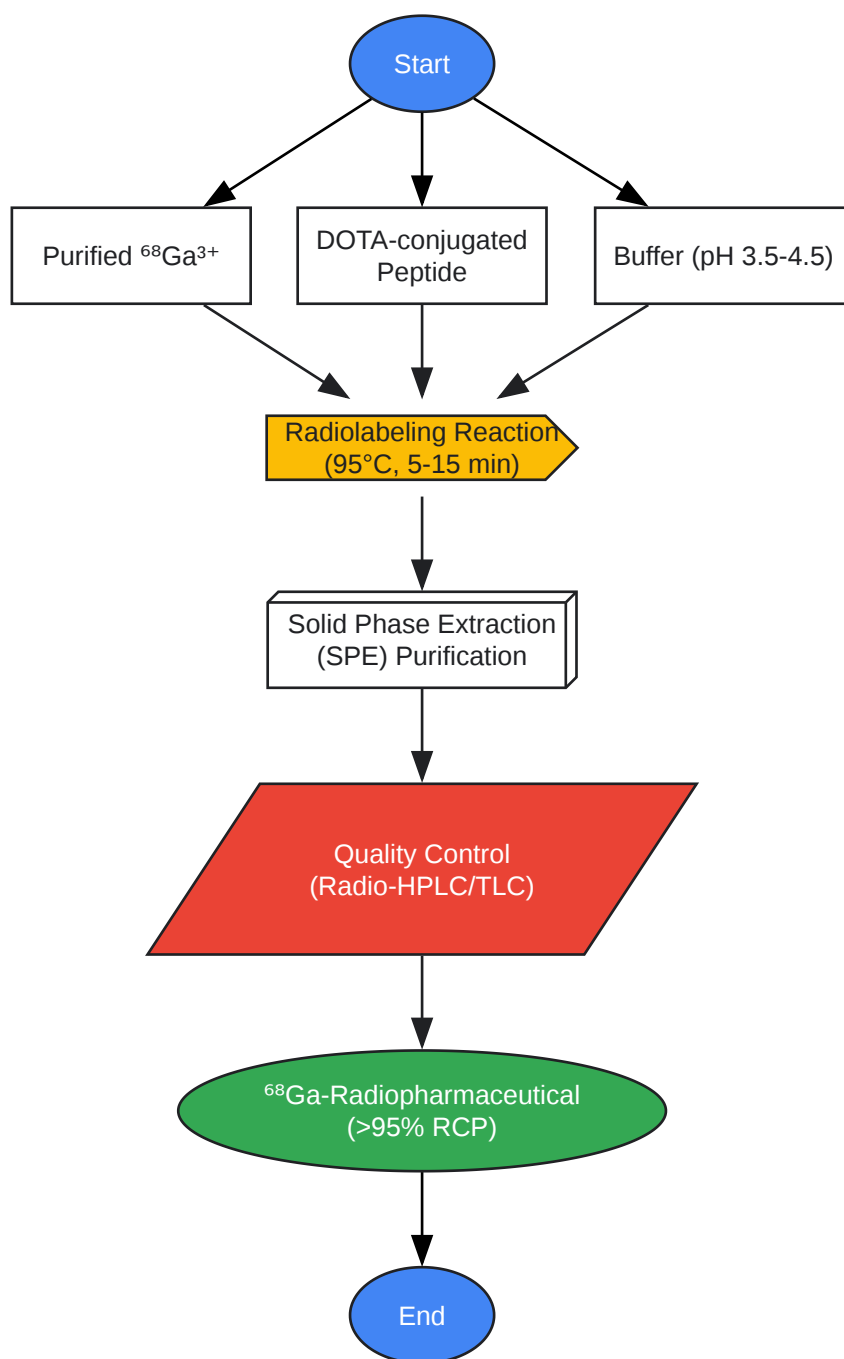 Start
Purified ⁶⁸Ga³⁺
DOTA-conjugated
Peptide
Buffer (pH 3.5-4.5)
Radiolabeling Reaction
(95°C, 5-15 min)
Solid Phase Extraction
(SPE) Purification
Quality Control
(Radio-HPLC/TLC)
⁶⁸Ga-Radiopharmaceutical
(>95% RCP)
End